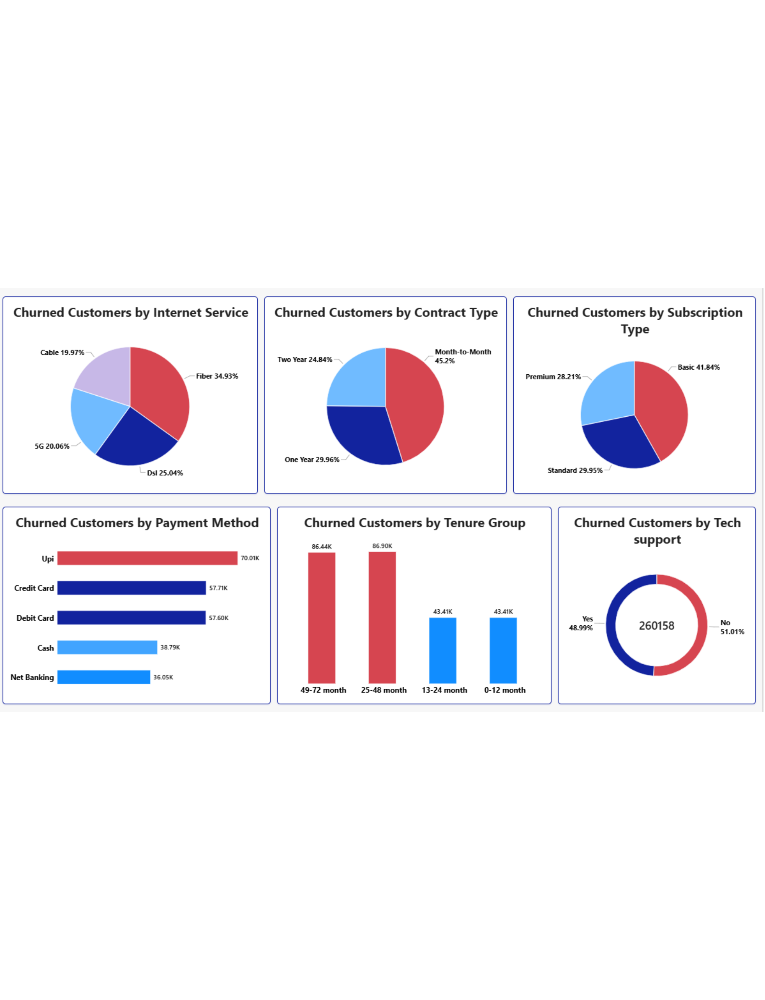 Churned Customers by Internet Service
Cable 19.97%
Fiber 34.93%
5G 20.06%
Dsl 25.04%
Churned Customers by Contract Type
Two Year 24.84%
Month-to-Month
45.2%
One Year 29.96%
Churned Customers by Subscription
Type
Basic 41.84%
Premium 28.21%
Standard 29.95%
Churned Customers by Payment Method
Upi 70.01K
Credit Card 57.71K
Debit Card 57.60K
Cash 38.79K
Net Banking 36.05K
Churned Customers by Tenure Group
86.44K 86.90K 43.41K 43.41K
49-72 month 25-48 month 13-24 month 0-12 month
Churned Customers by Tech
support
Yes
48.99%
260158
No
51.01%